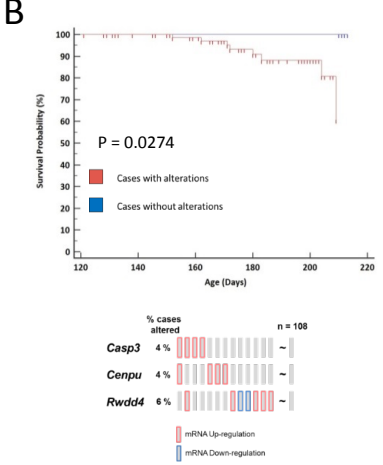 B
100
90
80
70
60
50
40
30
20
10
0
Survival Probability (%)
P = 0.0274
Cases with alterations
Cases without alterations
120 140 160 180 200 220
Age (Days)
% cases
altered
n = 108
Casp3 4 % ~
Cenpu 4 % ~
Rwdd4 6 % ~
mRNA Up-regulation
mRNA Down-regulation